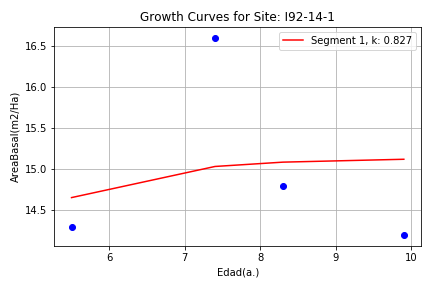 Growth Curves for Site: I92-14-1
Segment 1, k: 0.827
AreaBasal(m2/Ha)
16.5
16.0
15.5
15.0
14.5
6 7 8 9 10
Edad(a.)